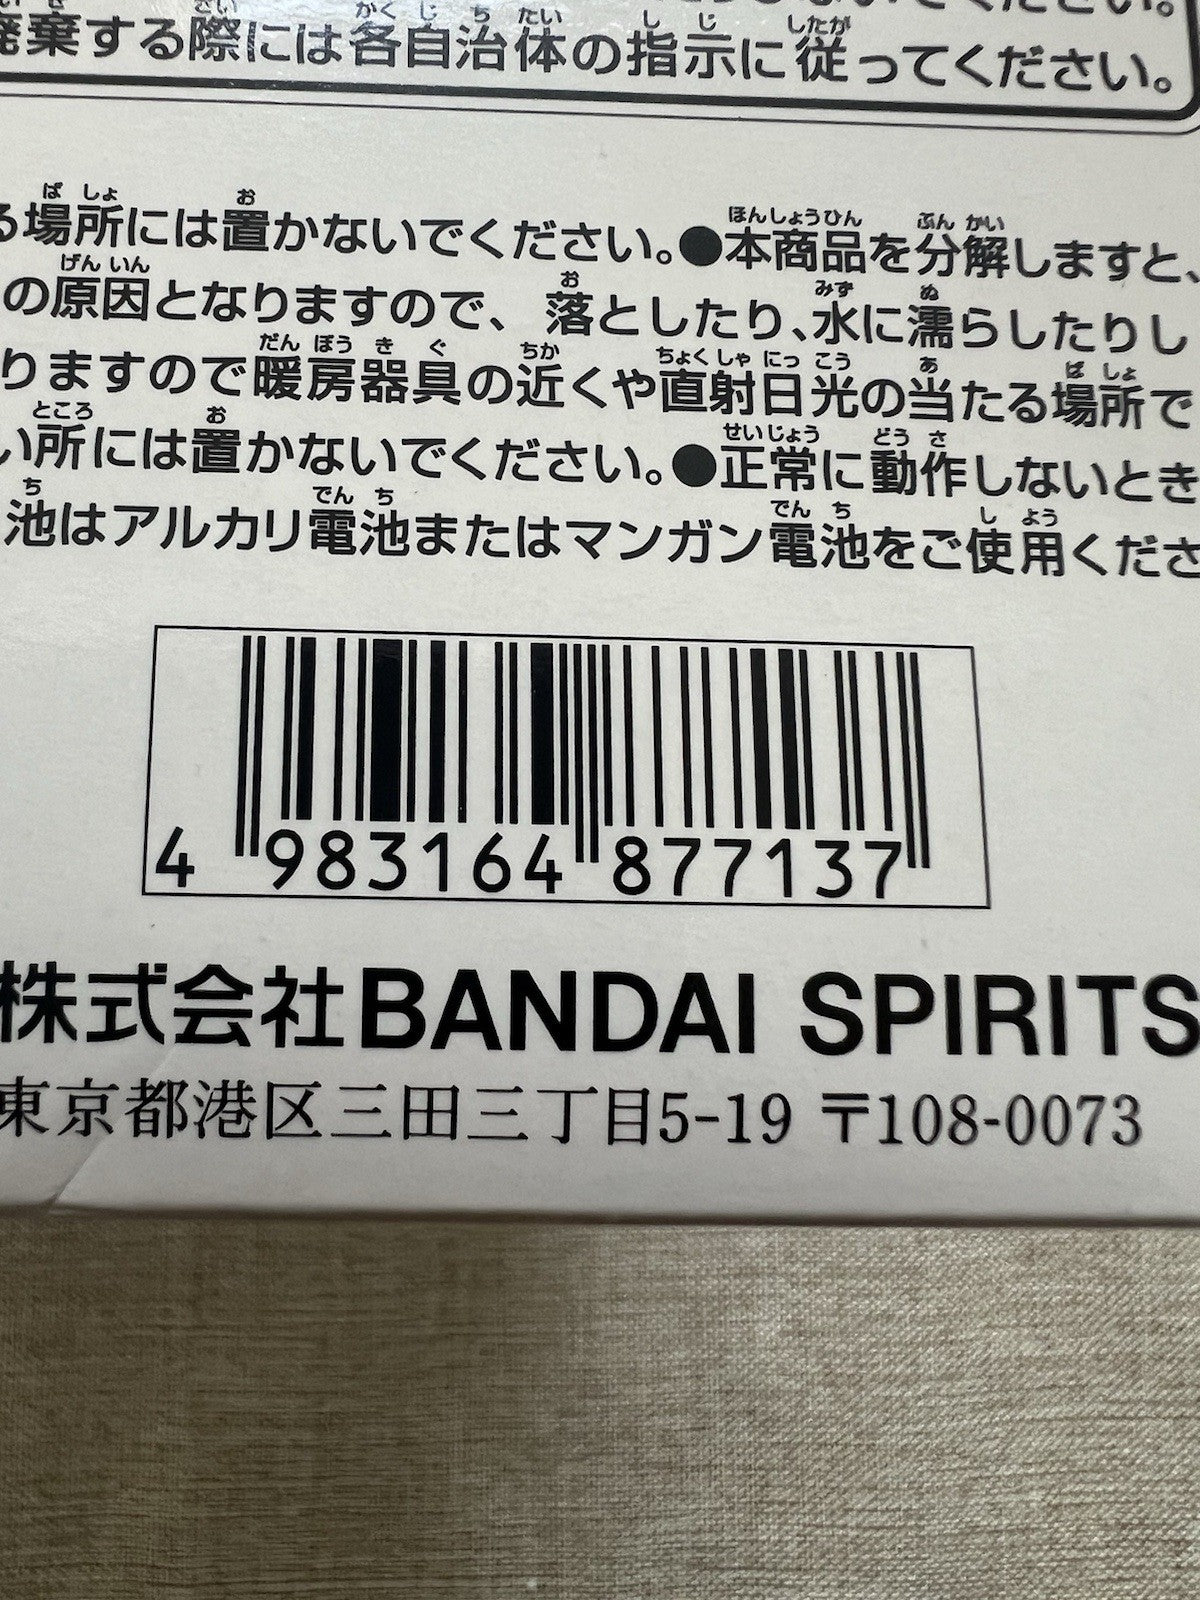 廃棄する際には各自治体の指示に従ってください。
る場所には置かないでください。●本商品を分解しますと、
の原因となりますので、落としたり、水に濡らしたりし
りますので暖房器具の近くや直射日光の当たる場所で
い所には置かないでください。●正常に動作しないとき
池はアルカリ電池またはマンガン電池をご使用くださ
4 983164 877137
株式会社BANDAI SPIRITS
東京都港区三田三丁目5-19 〒108-0073